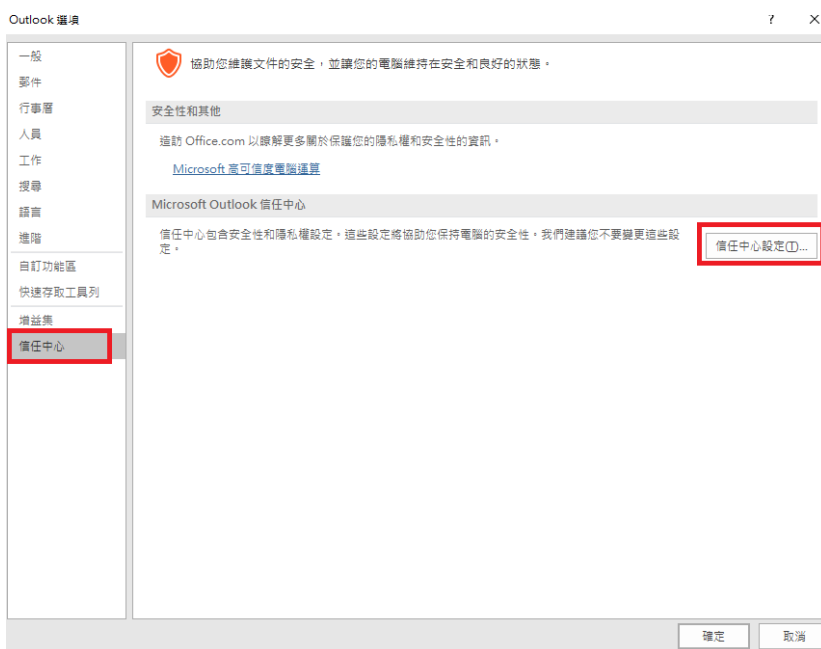 Outlook 選項
?
一般
郵件
行事曆
人員
工作
搜尋
語言
進階
自訂功能區
快速存取工具列
增益集
信任中心
協助您維護文件的安全，並讓您的電腦維持在安全和良好的狀態。
安全性和其他
造訪 Office.com 以瞭解更多關於保護您的隱私權和安全性的資訊。
Microsoft 高可信度電腦運算
Microsoft Outlook 信任中心
信任中心包含安全性和隱私權設定。這些設定將協助您保持電腦的安全性。我們建議您不要變更這些設
定。
信任中心設定(T)...
確定
取消